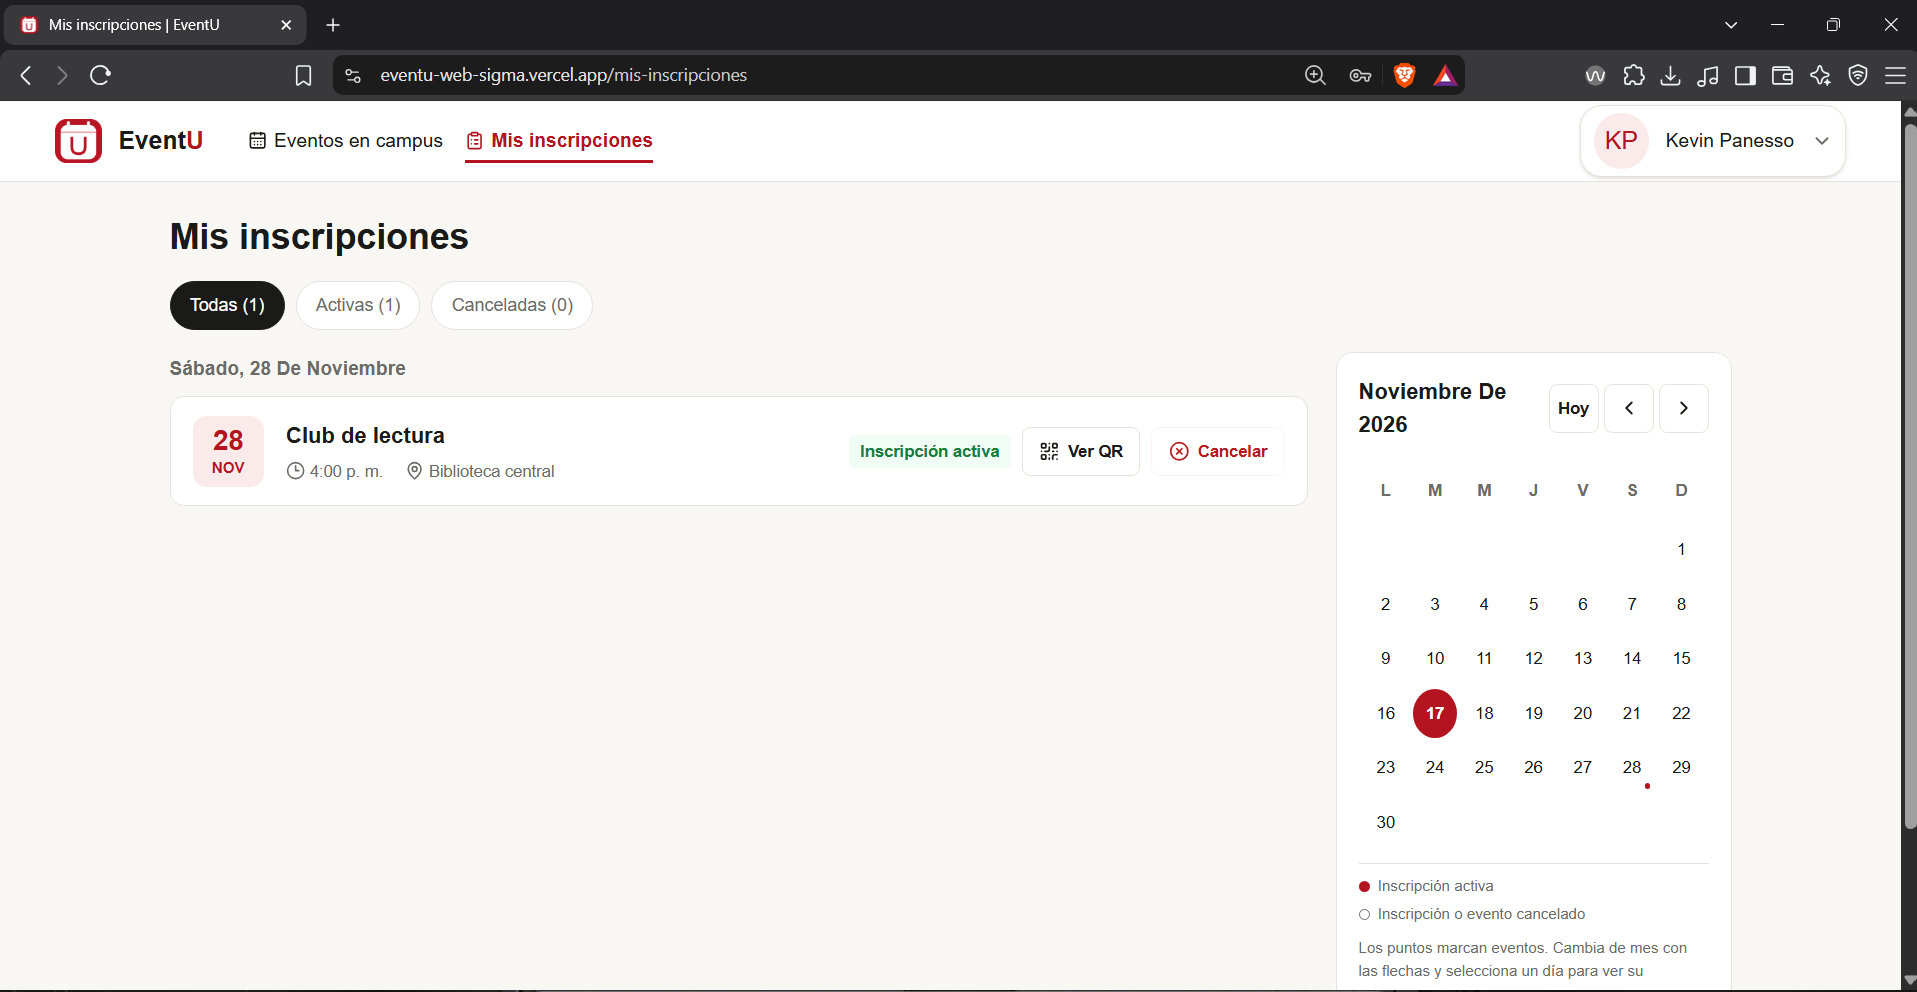 Mis inscripciones | EventU
eventu-web-sigma.vercel.app/mis-inscripciones
U
EventU
Eventos en campus
Mis inscripciones
KP
Kevin Panesso
Mis inscripciones
Todas (1)
Activas (1)
Canceladas (0)
Sábado, 28 De Noviembre
28
NOV
Club de lectura
4:00 p. m.
Biblioteca central
Inscripción activa
Ver QR
Cancelar
Noviembre De
2026
Hoy
L M M J V S D
1
2 3 4 5 6 7 8
9 10 11 12 13 14 15
16 17 18 19 20 21 22
23 24 25 26 27 28 29
30
Inscripción activa
Inscripción o evento cancelado
Los puntos marcan eventos. Cambia de mes con
las flechas y selecciona un día para ver su